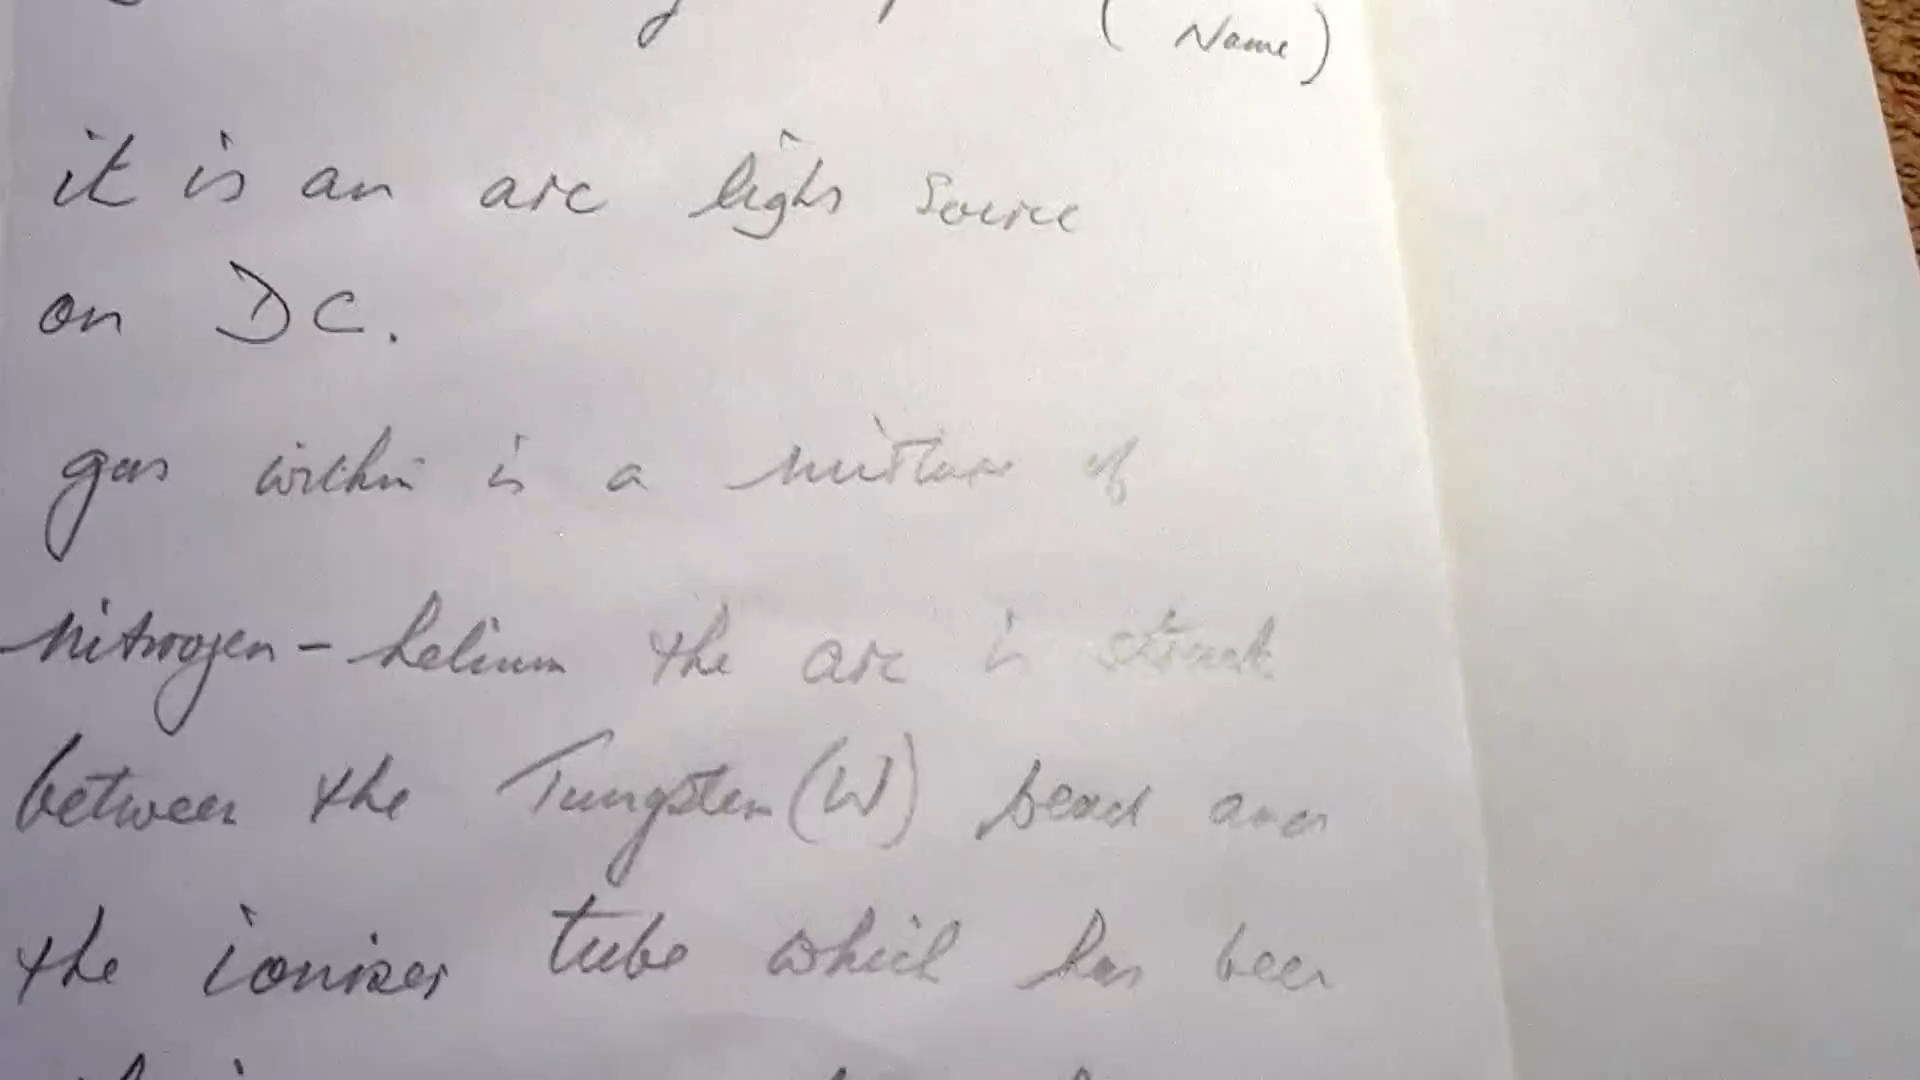 ( Name)
it is an arc light source
on DC.
gas within is a mixture of
nitrogen - helium the arc is struck
between the Tungsten (W) bead and
the ionizer tube which has been